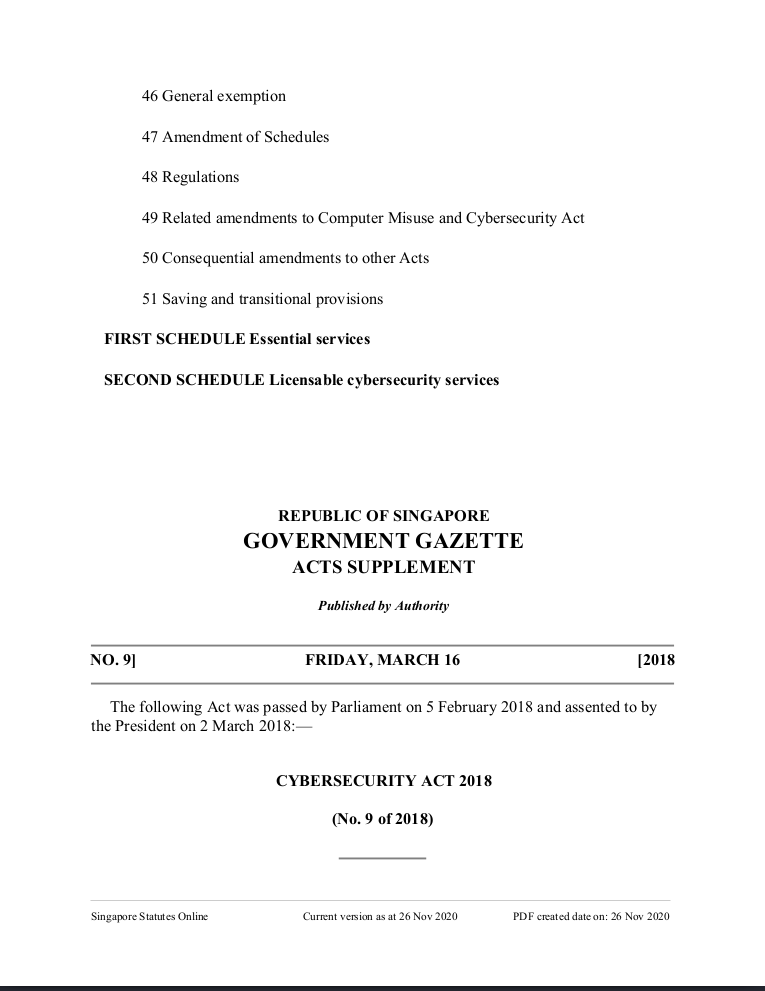 46 General exemption
47 Amendment of Schedules
48 Regulations
49 Related amendments to Computer Misuse and Cybersecurity Act
50 Consequential amendments to other Acts
51 Saving and transitional provisions
FIRST SCHEDULE Essential services
SECOND SCHEDULE Licensable cybersecurity services
REPUBLIC OF SINGAPORE
GOVERNMENT GAZETTE
ACTS SUPPLEMENT
Published by Authority
NO. 9] FRIDAY, MARCH 16 [2018
The following Act was passed by Parliament on 5 February 2018 and assented to by
the President on 2 March 2018:—
CYBERSECURITY ACT 2018
(No. 9 of 2018)
Singapore Statutes Online Current version as at 26 Nov 2020 PDF created date on: 26 Nov 2020